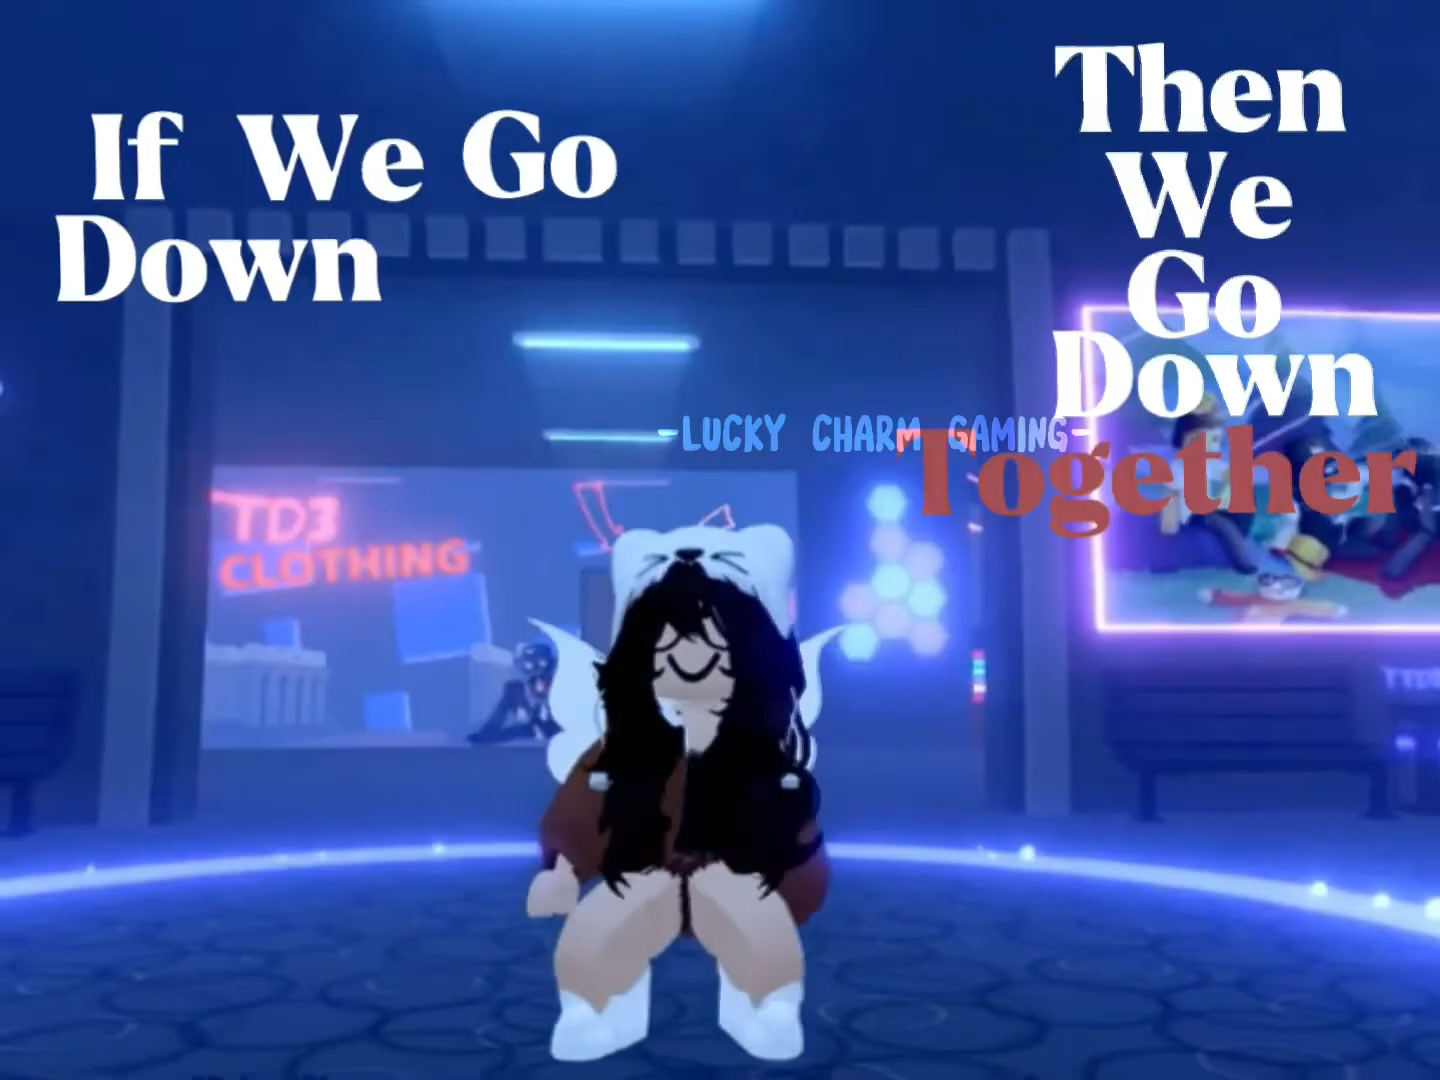 If We Go
Down
Then
We
Go
Down
Together
-LUCKY CHARM GAMING-
TD3
CLOTHING